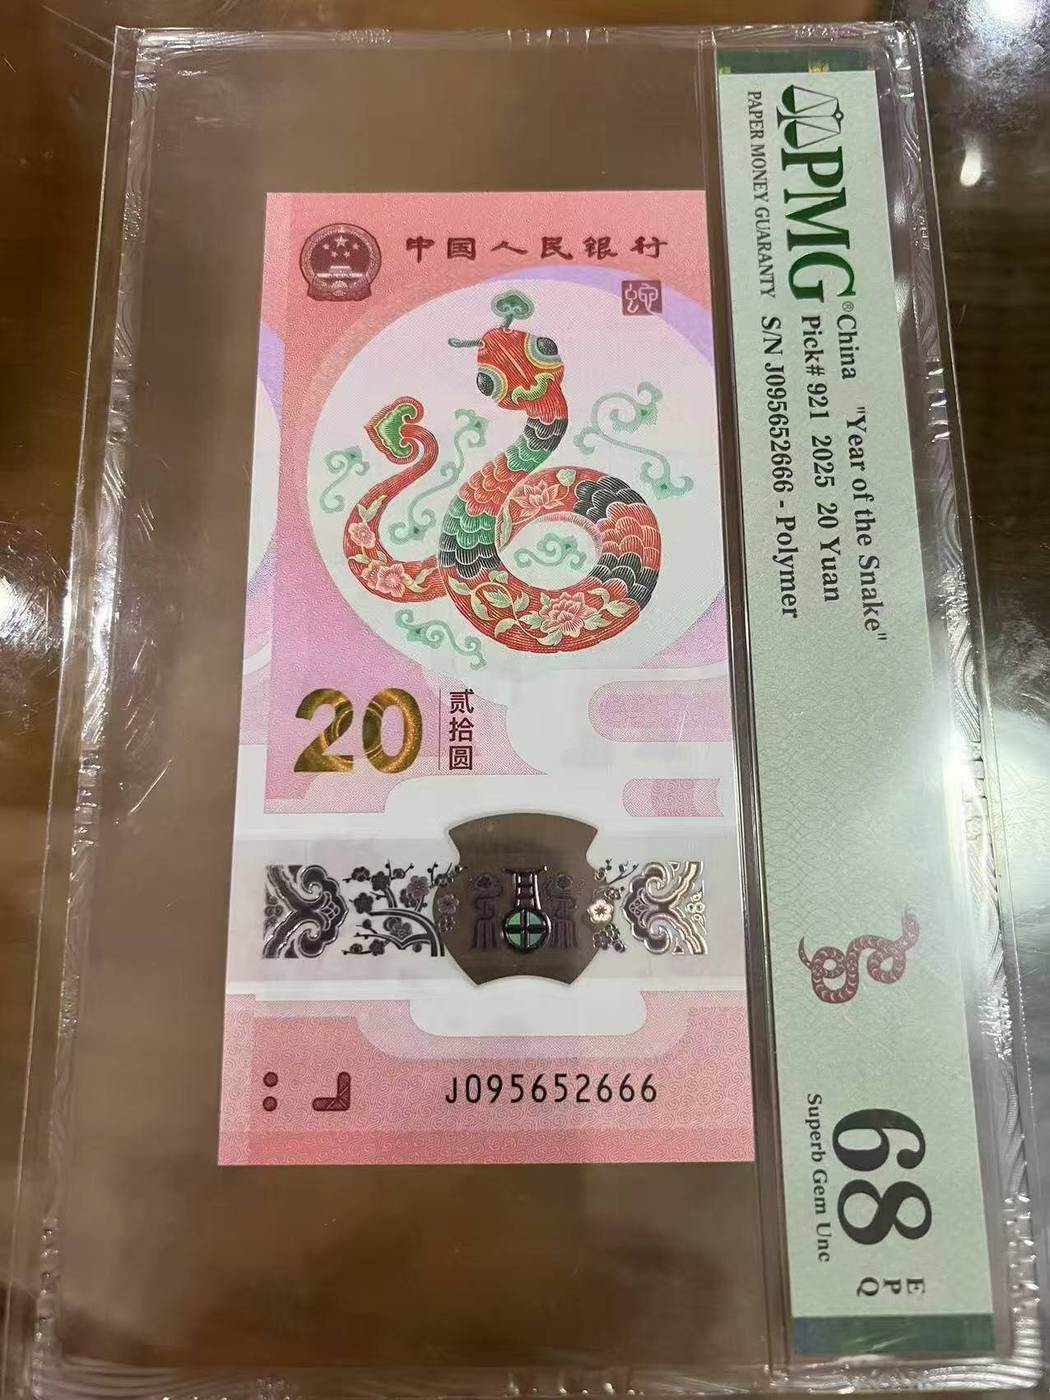 中国人民银行
20
贰拾圆
J095652666
PMG®
PAPER MONEY GUARANTY
China "Year of the Snake"
Pick# 921 2025 20 Yuan
S/N J095652666 - Polymer
68
EPQ
Superb Gem Unc